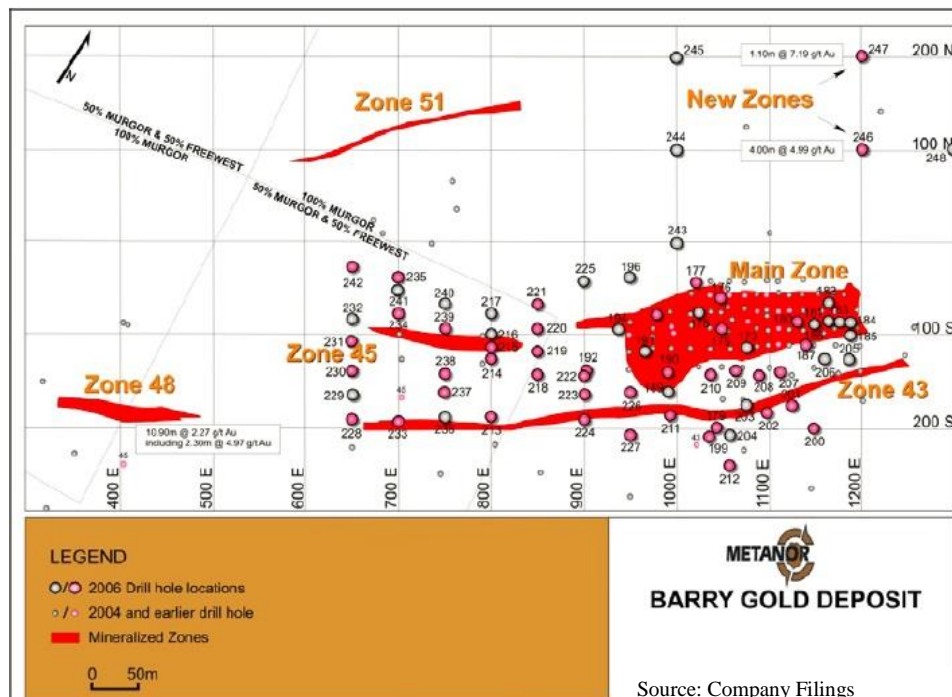 245
247
200 N
1.10m @ 7.19 g/t Au
N
Zone 51
New Zones
50% MURGOR & 50% FREEWEST
100% MURGOR
244
246
100 N
4.00m @ 4.99 g/t Au
248
100% MURGOR
50% MURGOR & 50% FREEWEST
243
242
235
225
196
177
Main Zone
241
240
217
221
176
232
239
234
216
220
184
100 S
185
231
Zone 45
219
187
205
238
214
192
190
Zone 48
230
222
218
210
209
208
207
Zone 43
229
237
223
226
10.90m @ 2.27 g/t Au
including 2.30m @ 4.97 g/t Au
228
233
213
224
211
203
202
200 S
227
199
204
200
212
400 E
600 E
700 E
800 E
900 E
1000 E
1100 E
1200 E
LEGEND
2006 Drill hole locations
2004 and earlier drill hole
Mineralized Zones
0 50m
METANOR
BARRY GOLD DEPOSIT
Source: Company Filings